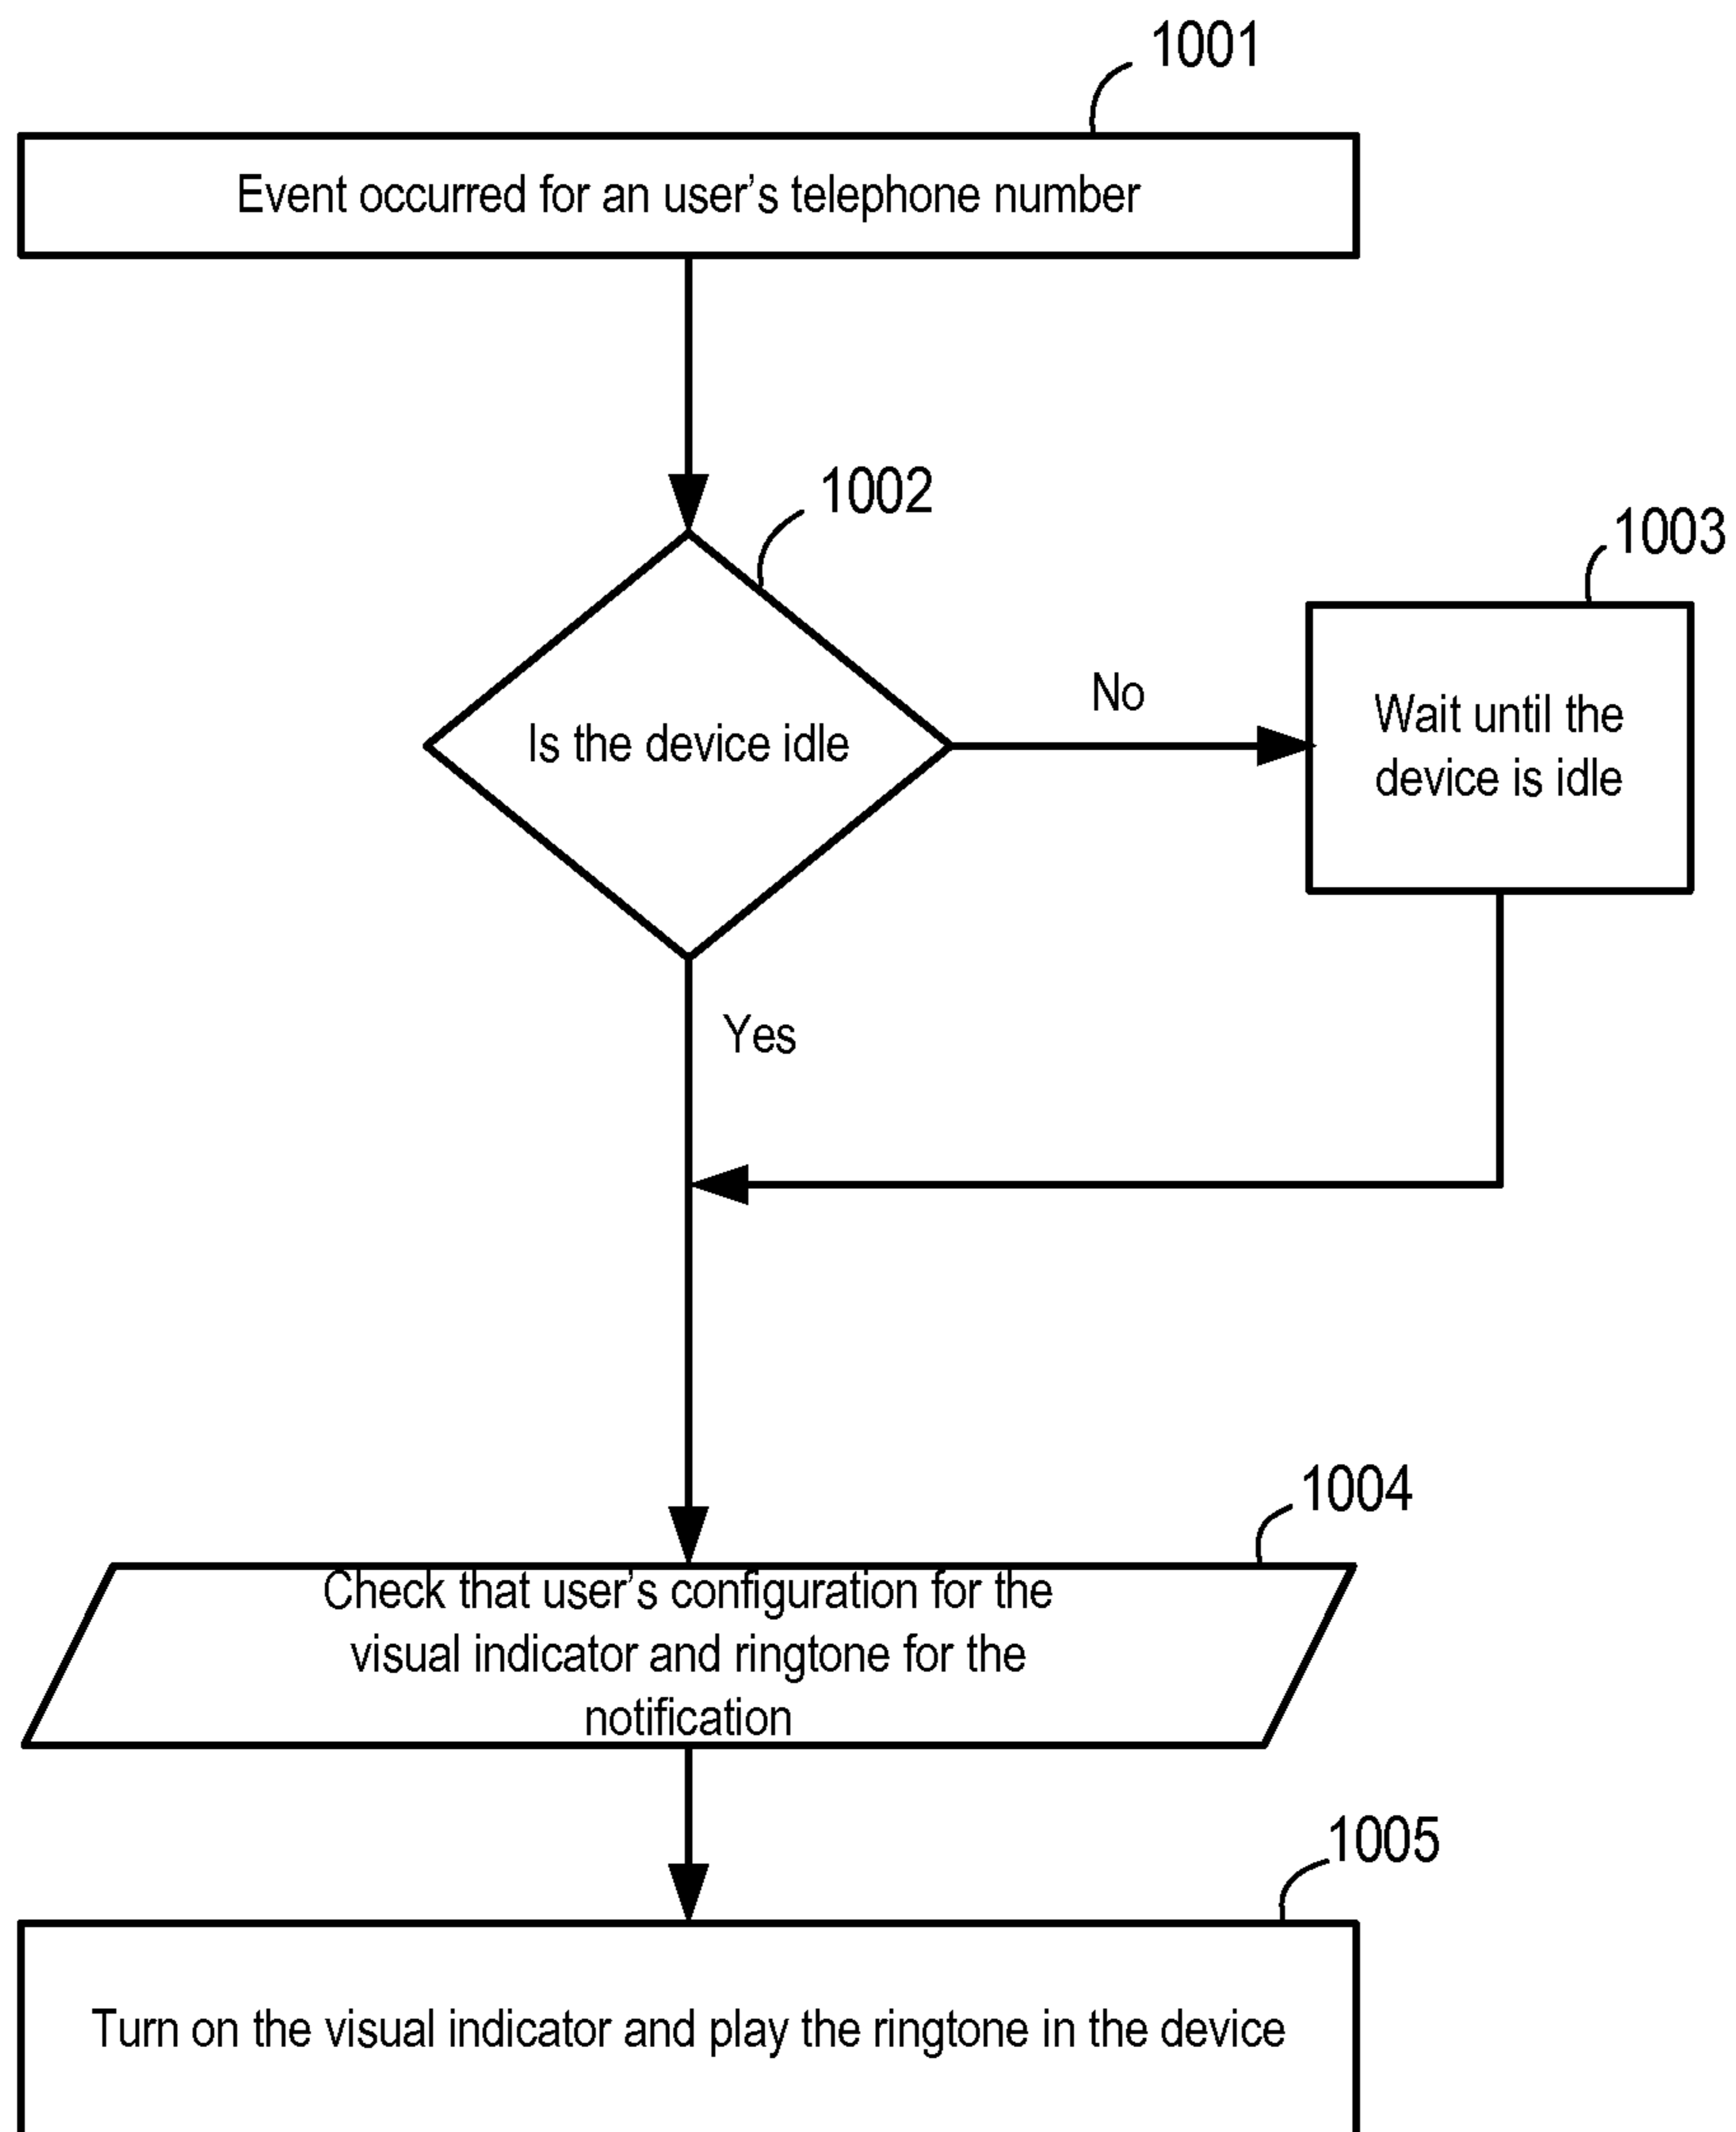 1001
Event occurred for an user’s telephone number
1002
Is the device idle
No
1003
Wait until the
device is idle
Yes
1004
Check that user’s configuration for the
visual indicator and ringtone for the
notification
1005
Turn on the visual indicator and play the ringtone in the device